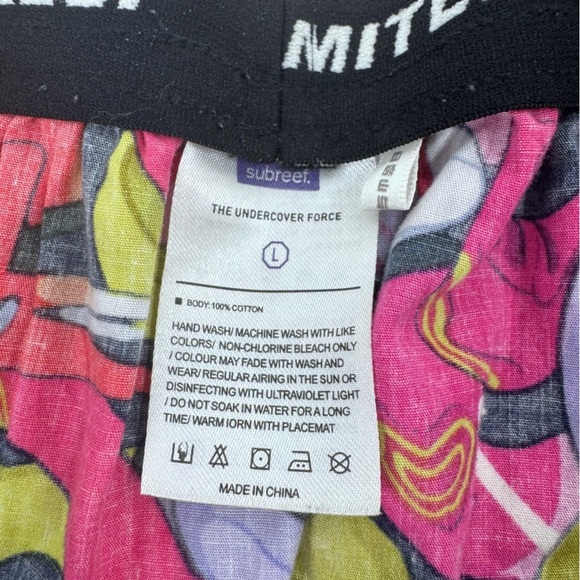 MITC
subreef.
THE UNDERCOVER FORCE
L
BODY: 100% COTTON
HAND WASH/ MACHINE WASH WITH LIKE
COLORS/ NON-CHLORINE BLEACH ONLY
/ COLOUR MAY FADE WITH WASH AND
WEAR/ REGULAR AIRING IN THE SUN OR
DISINFECTING WITH ULTRAVIOLET LIGHT
/ DO NOT SOAK IN WATER FOR A LONG
TIME/ WARM IORN WITH PLACEMAT
MADE IN CHINA